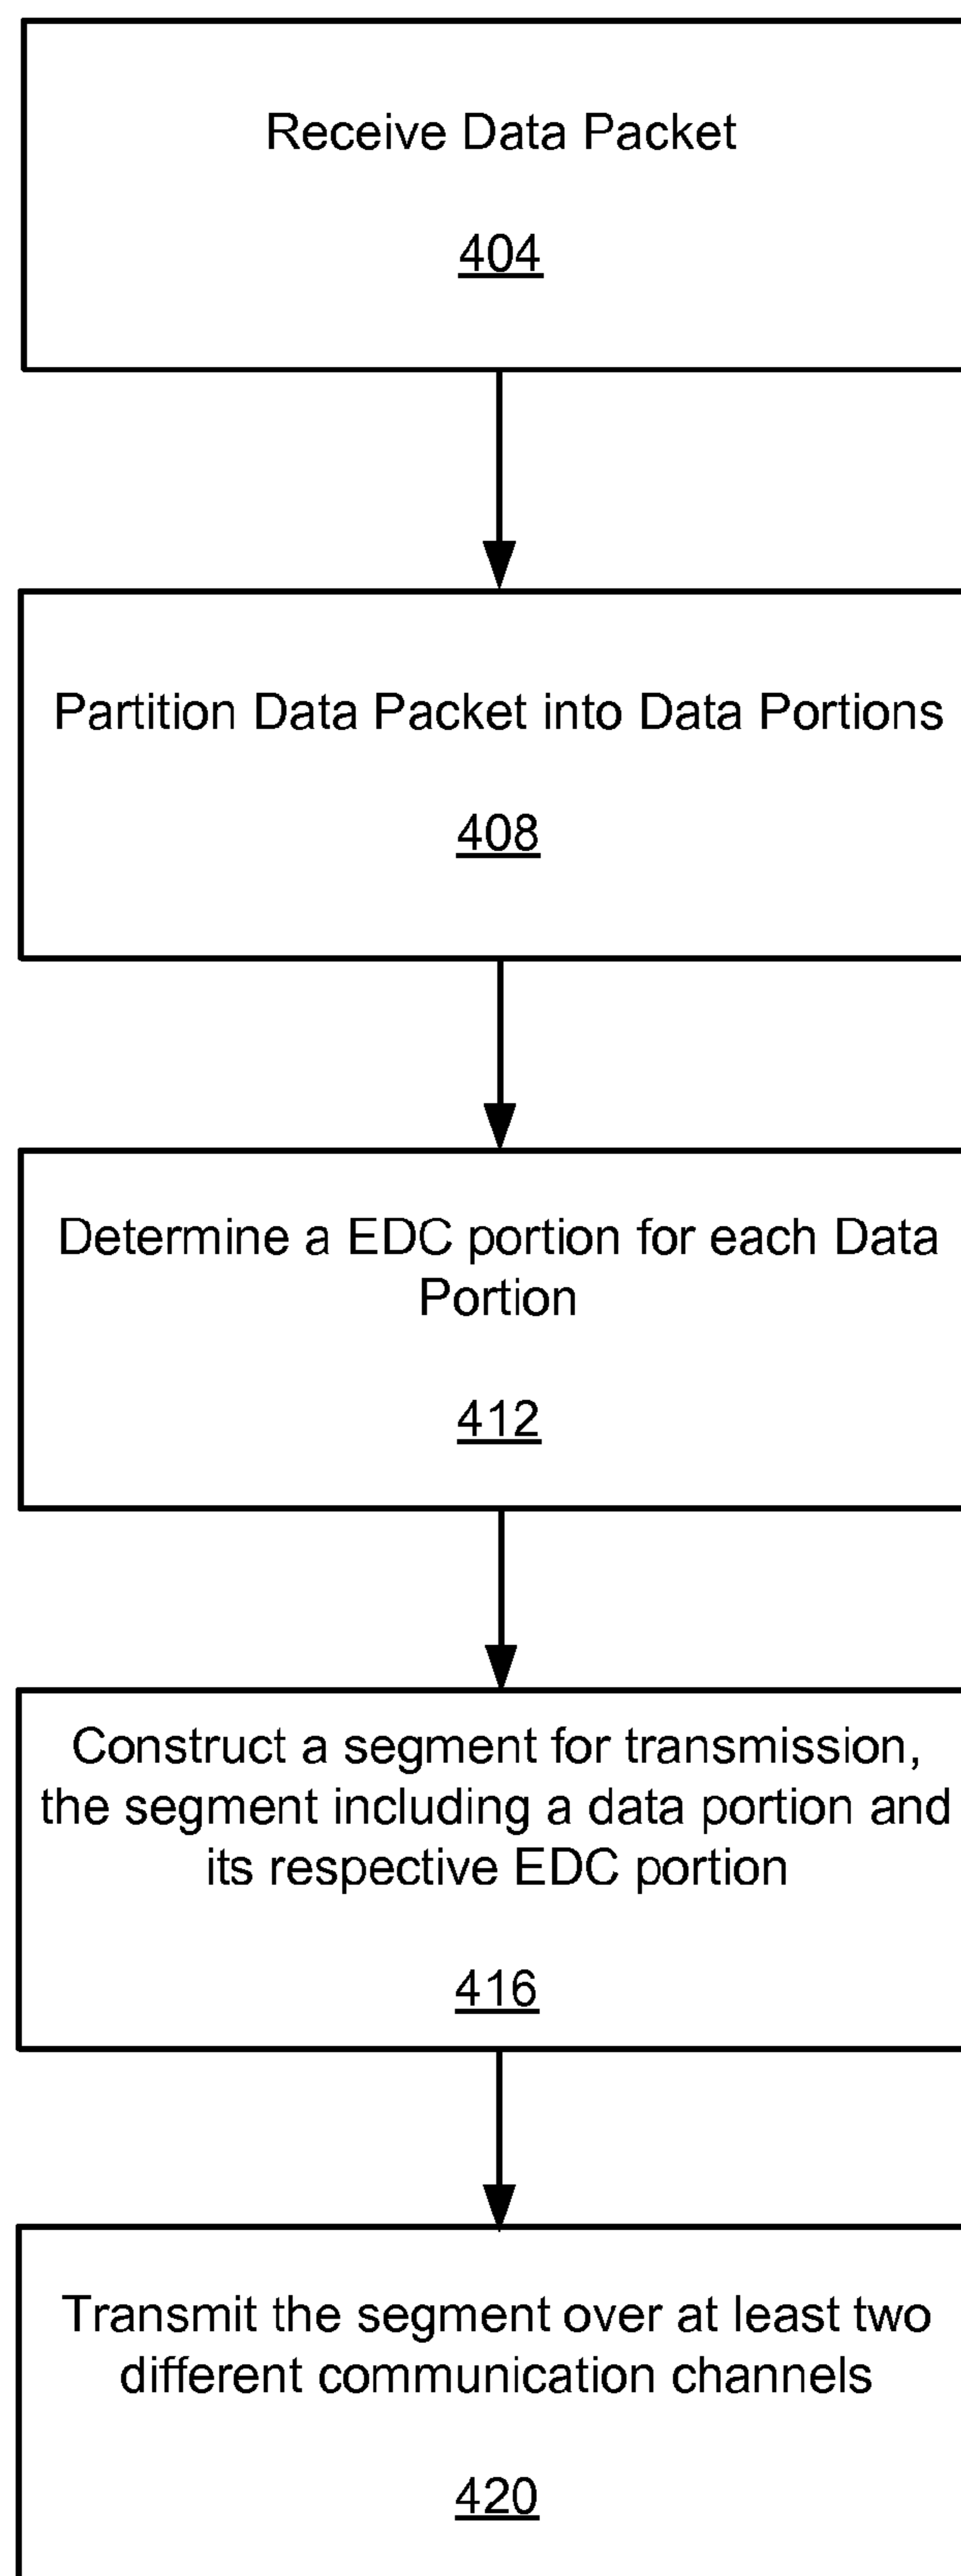 Receive Data Packet
404
Partition Data Packet into Data Portions
408
Determine a EDC portion for each Data
Portion
412
Construct a segment for transmission,
the segment including a data portion and
its respective EDC portion
416
Transmit the segment over at least two
different communication channels
420